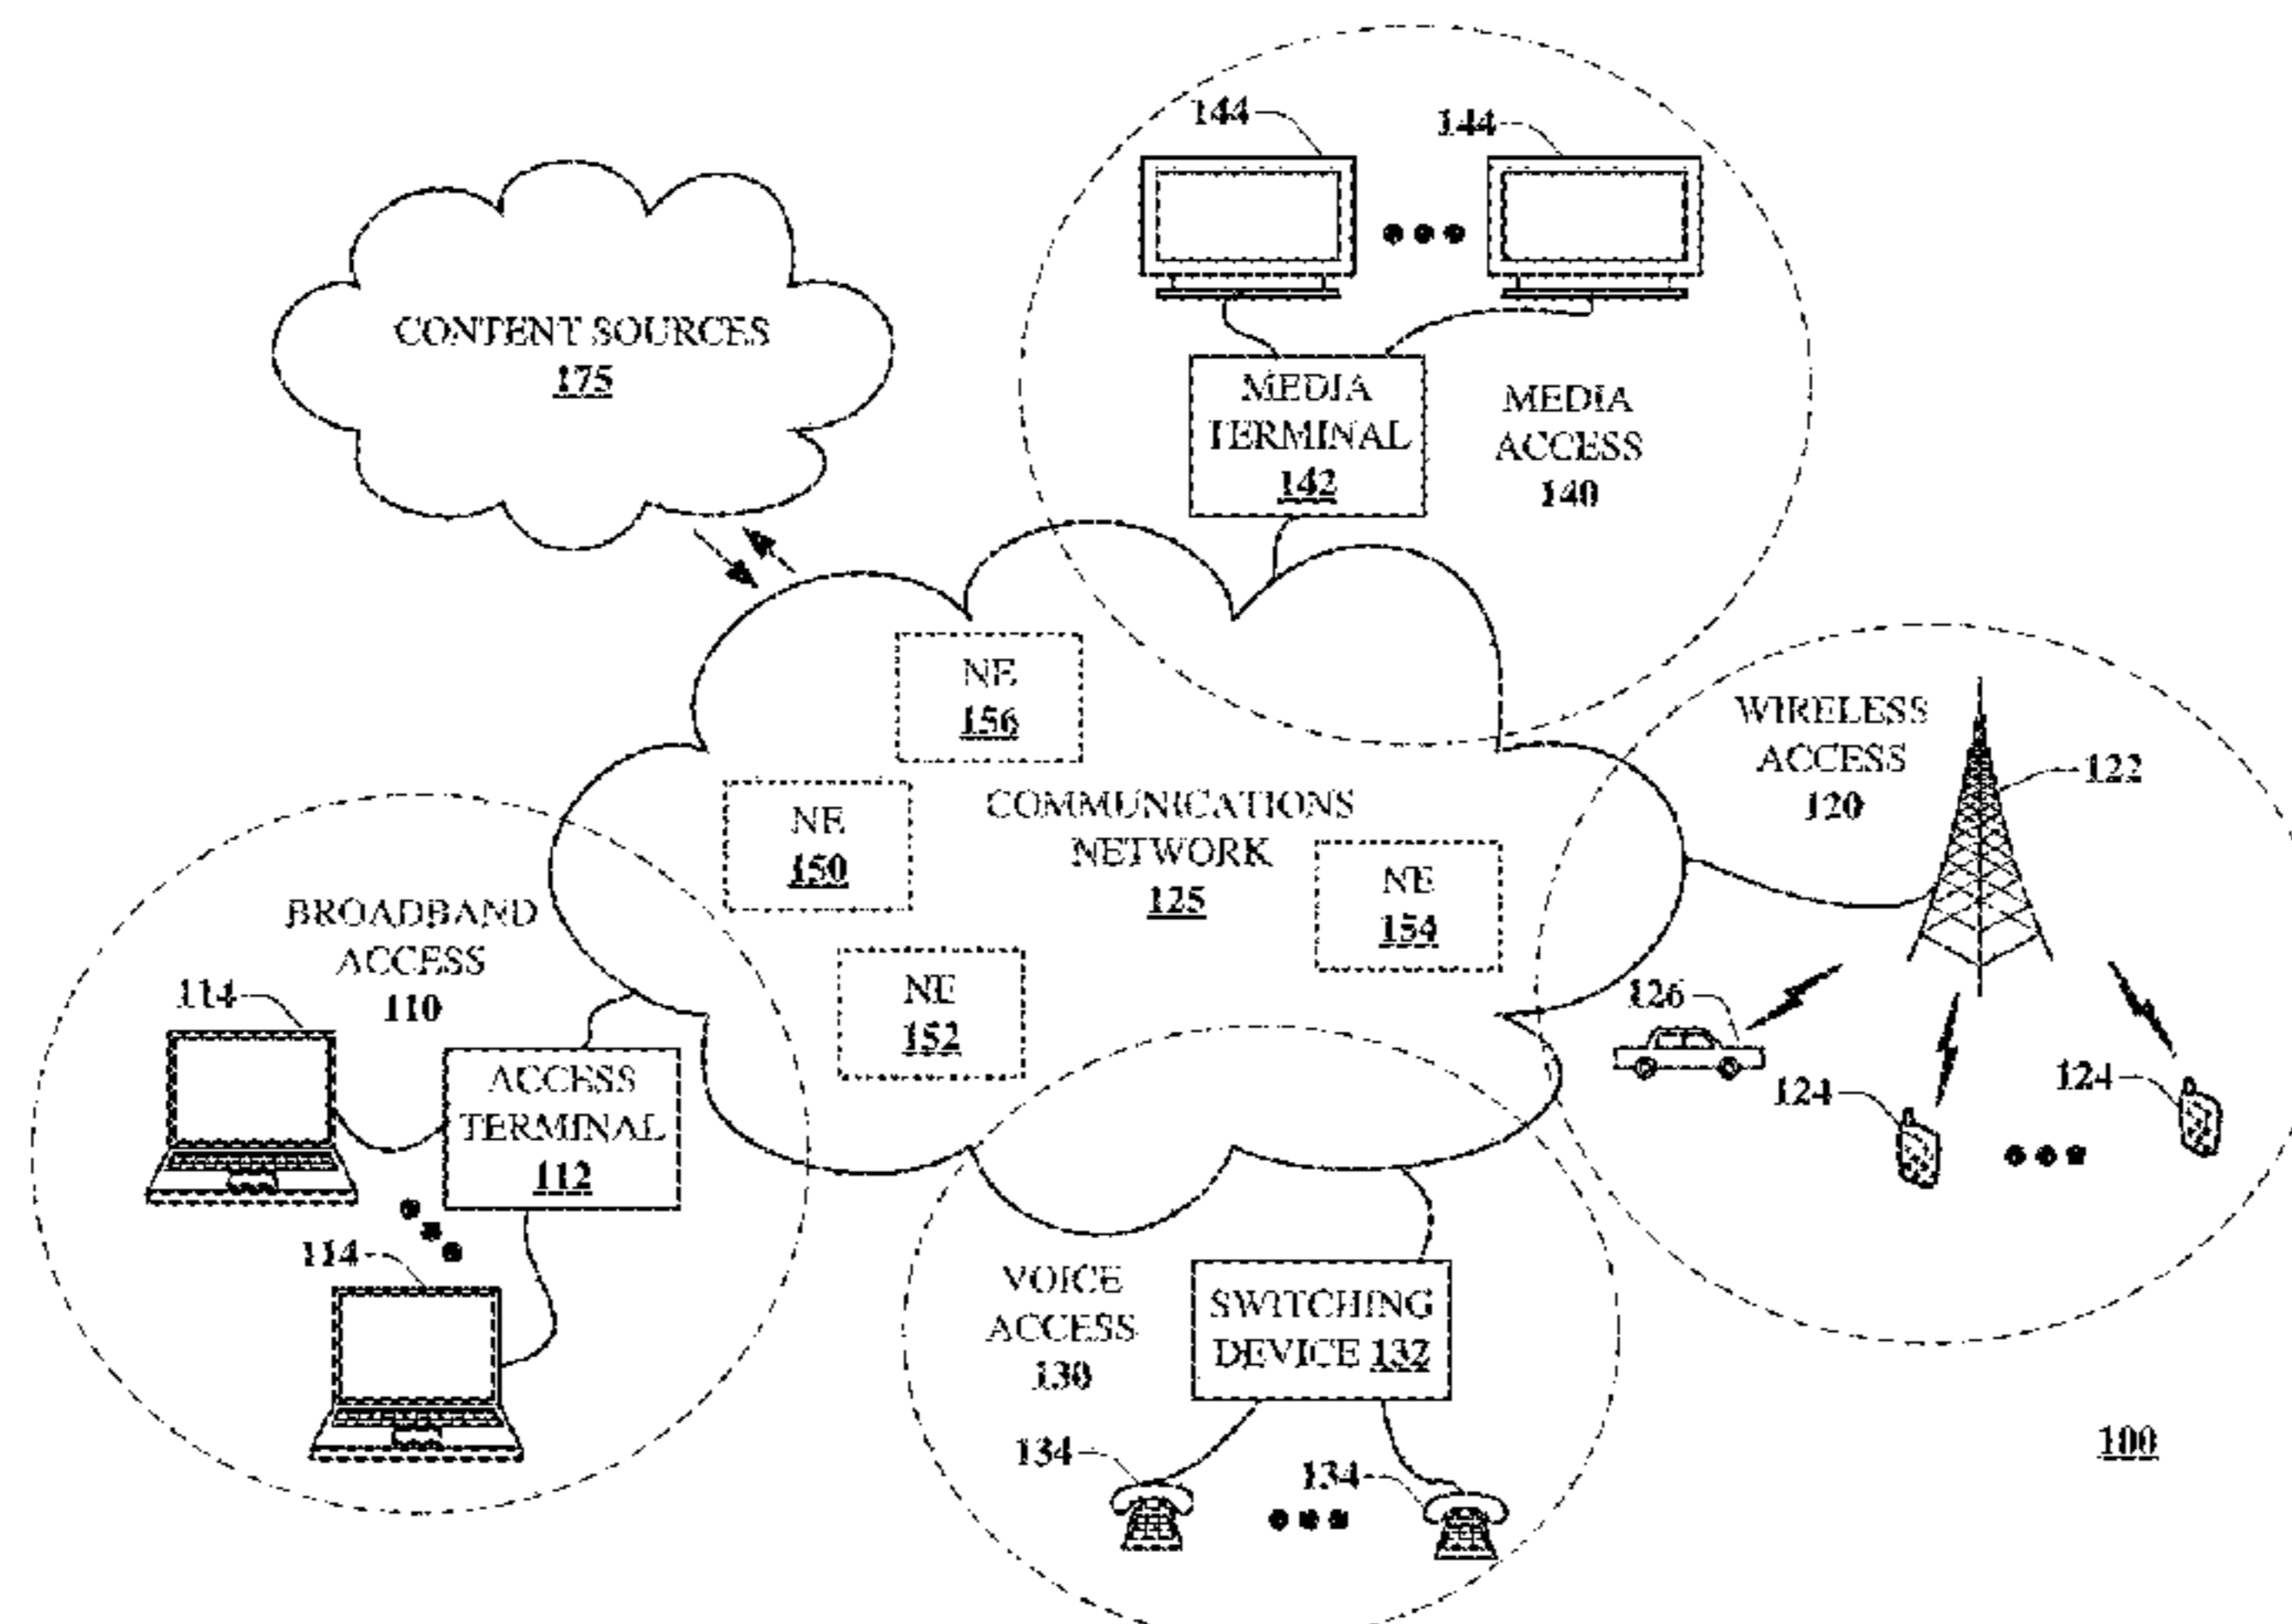 144
144
CONTENT SOURCES
175
MEDIA
TERMINAL
142
MEDIA
ACCESS
140
NE
156
WIRELESS
ACCESS
120
122
COMMUNICATIONS
NETWORK
125
NE
150
NE
154
NE
152
BROADBAND
ACCESS
110
114
ACCESS
TERMINAL
112
114
126
124
124
VOICE
ACCESS
130
SWITCHING
DEVICE 132
134
134
100